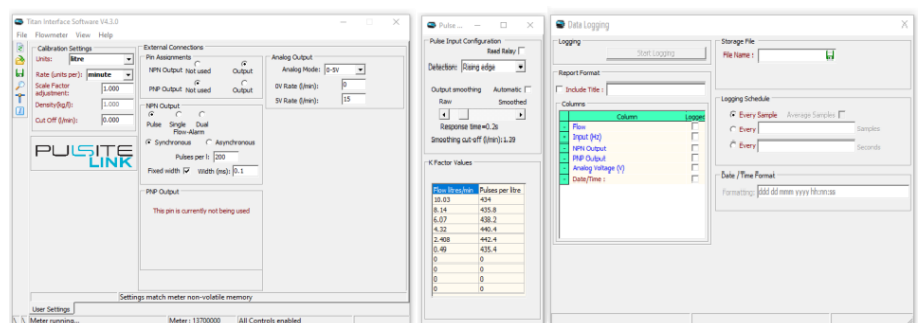 Titan Interface Software V4.3.0
File Flowmeter View Help
Calibration Settings
Units: litre
Rate (units per): minute
Scale Factor adjustment: 1.000
Density(kg/l): 1.000
Cut Off (l/min): 0.000
PULSITE
LINK
External Connections
Pin Assignments
NPN Output Not used Output
PNP Output Not used Output
NPN Output
Pulse Single Dual
Flow-Alarm
Synchronous Asynchronous
Pulses per l: 200
Fixed width Width (ms): 0.1
PNP Output
This pin is currently not being used
Analog Output
Analog Mode: 0-5V
0V Rate (l/min): 0
5V Rate (l/min): 15
Settings match meter non-volatile memory
User Settings
Meter running... Meter : 13700000 All Controls enabled
Pulse ...
Pulse Input Configuration
Reed Relay
Detection: Rising edge
Output smoothing Automatic
Raw Smoothed
Response time=0.2s
Smoothing cut-off (l/min):1.39
K Factor Values
Flow litres/min Pulses per litre
10.03 434
8.14 435.8
6.07 438.2
4.32 440.4
2.408 442.4
0.49 435.4
0 0
0 0
0 0
0 0
Data Logging
Logging
Start Logging
Report Format
Include Title :
Columns
Column Logged
Flow
Input (Hz)
NPN Output
PNP Output
Analog Voltage (V)
Date/Time :
Storage File
File Name :
Logging Schedule
Every Sample Average Samples
Every Samples
Every Seconds
Date /Time Format
Formatting: ddd dd mmm yyyy hh:nn:ss